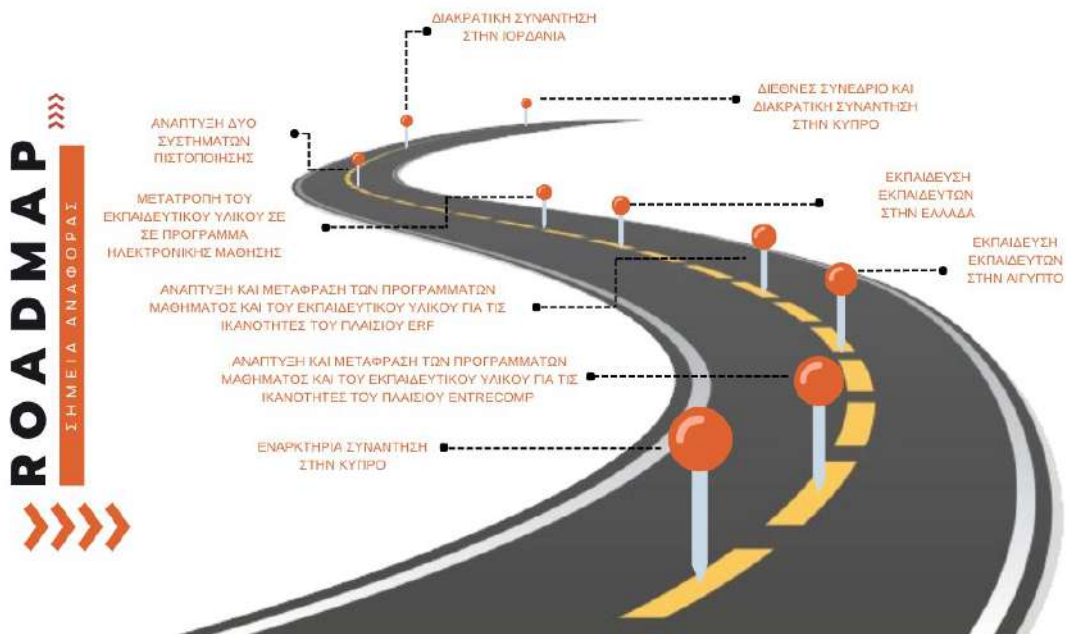 ROADMAP
ΣΗΜΕΙΑ ΑΝΑΦΟΡΑΣ
ΔΙΑΚΡΑΤΙΚΗ ΣΥΝΑΝΤΗΣΗ
ΣΤΗΝ ΙΟΡΔΑΝΙΑ
ΔΙΕΘΝΕΣ ΣΥΝΕΔΡΙΟ ΚΑΙ
ΔΙΑΚΡΑΤΙΚΗ ΣΥΝΑΝΤΗΣΗ
ΣΤΗΝ ΚΥΠΡΟ
ΑΝΑΠΤΥΞΗ ΔΥΟ
ΣΥΣΤΗΜΑΤΩΝ
ΠΙΣΤΟΠΟΙΗΣΗΣ
ΕΚΠΑΙΔΕΥΣΗ
ΕΚΠΑΙΔΕΥΤΩΝ
ΣΤΗΝ ΕΛΛΑΔΑ
ΜΕΤΑΤΡΟΠΗ ΤΟΥ
ΕΚΠΑΙΔΕΥΤΙΚΟΥ ΥΛΙΚΟΥ ΣΕ
ΣΕ ΠΡΟΓΡΑΜΜΑ
ΗΛΕΚΤΡΟΝΙΚΗΣ ΜΑΘΗΣΗΣ
ΕΚΠΑΙΔΕΥΣΗ
ΕΚΠΑΙΔΕΥΤΩΝ
ΣΤΗΝ ΑΙΓΥΠΤΟ
ΑΝΑΠΤΥΞΗ ΚΑΙ ΜΕΤΑΦΡΑΣΗ ΤΩΝ ΠΡΟΓΡΑΜΜΑΤΩΝ
ΜΑΘΗΜΑΤΟΣ ΚΑΙ ΤΟΥ ΕΚΠΑΙΔΕΥΤΙΚΟΥ ΥΛΙΚΟΥ ΓΙΑ ΤΙΣ
ΙΚΑΝΟΤΗΤΕΣ ΤΟΥ ΠΛΑΙΣΙΟΥ ERF
ΑΝΑΠΤΥΞΗ ΚΑΙ ΜΕΤΑΦΡΑΣΗ ΤΩΝ ΠΡΟΓΡΑΜΜΑΤΩΝ
ΜΑΘΗΜΑΤΟΣ ΚΑΙ ΤΟΥ ΕΚΠΑΙΔΕΥΤΙΚΟΥ ΥΛΙΚΟΥ ΓΙΑ ΤΙΣ
ΙΚΑΝΟΤΗΤΕΣ ΤΟΥ ΠΛΑΙΣΙΟΥ ENTRECOMP
ΕΝΑΡΚΤΗΡΙΑ ΣΥΝΑΝΤΗΣΗ
ΣΤΗΝ ΚΥΠΡΟ